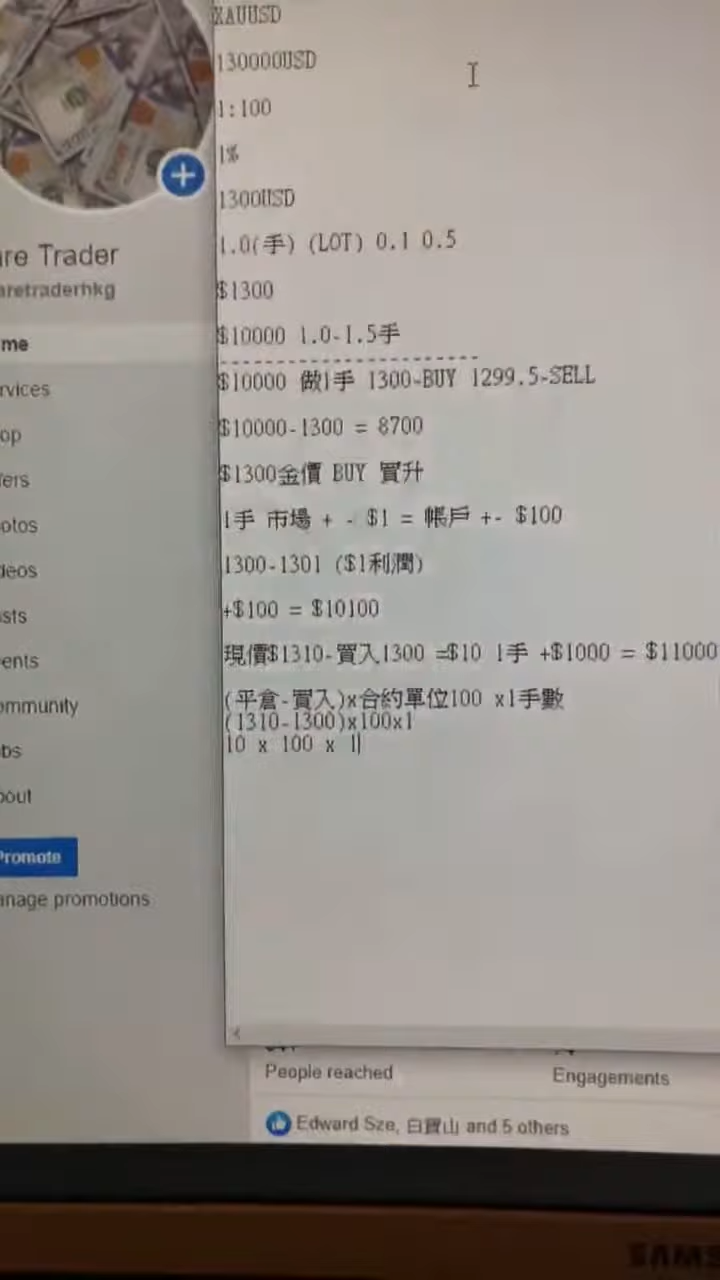 XAUUSD
130000USD
1:100
1%
1300USD
1.0(手) (LOT) 0.1 0.5
$1300
$10000 1.0-1.5手
--------------------------
$10000 做1手 1300-BUY 1299.5-SELL
$10000-1300 = 8700
$1300金價 BUY 買升
1手 市場 + - $1 = 帳戶 +- $100
1300-1301 ($1利潤)
+$100 = $10100
現價$1310-買入1300 =$10 1手 +$1000 = $11000
(平倉-買入)x合約單位100 x1手數
(1310-1300)x100x1
10 x 100 x 1
re Trader
aretraderhkg
me
rvices
op
fers
otos
deos
sts
ents
ommunity
bs
bout
Promote
anage promotions
People reached
Engagements
Edward Sze, 白寶山 and 5 others
SAMS